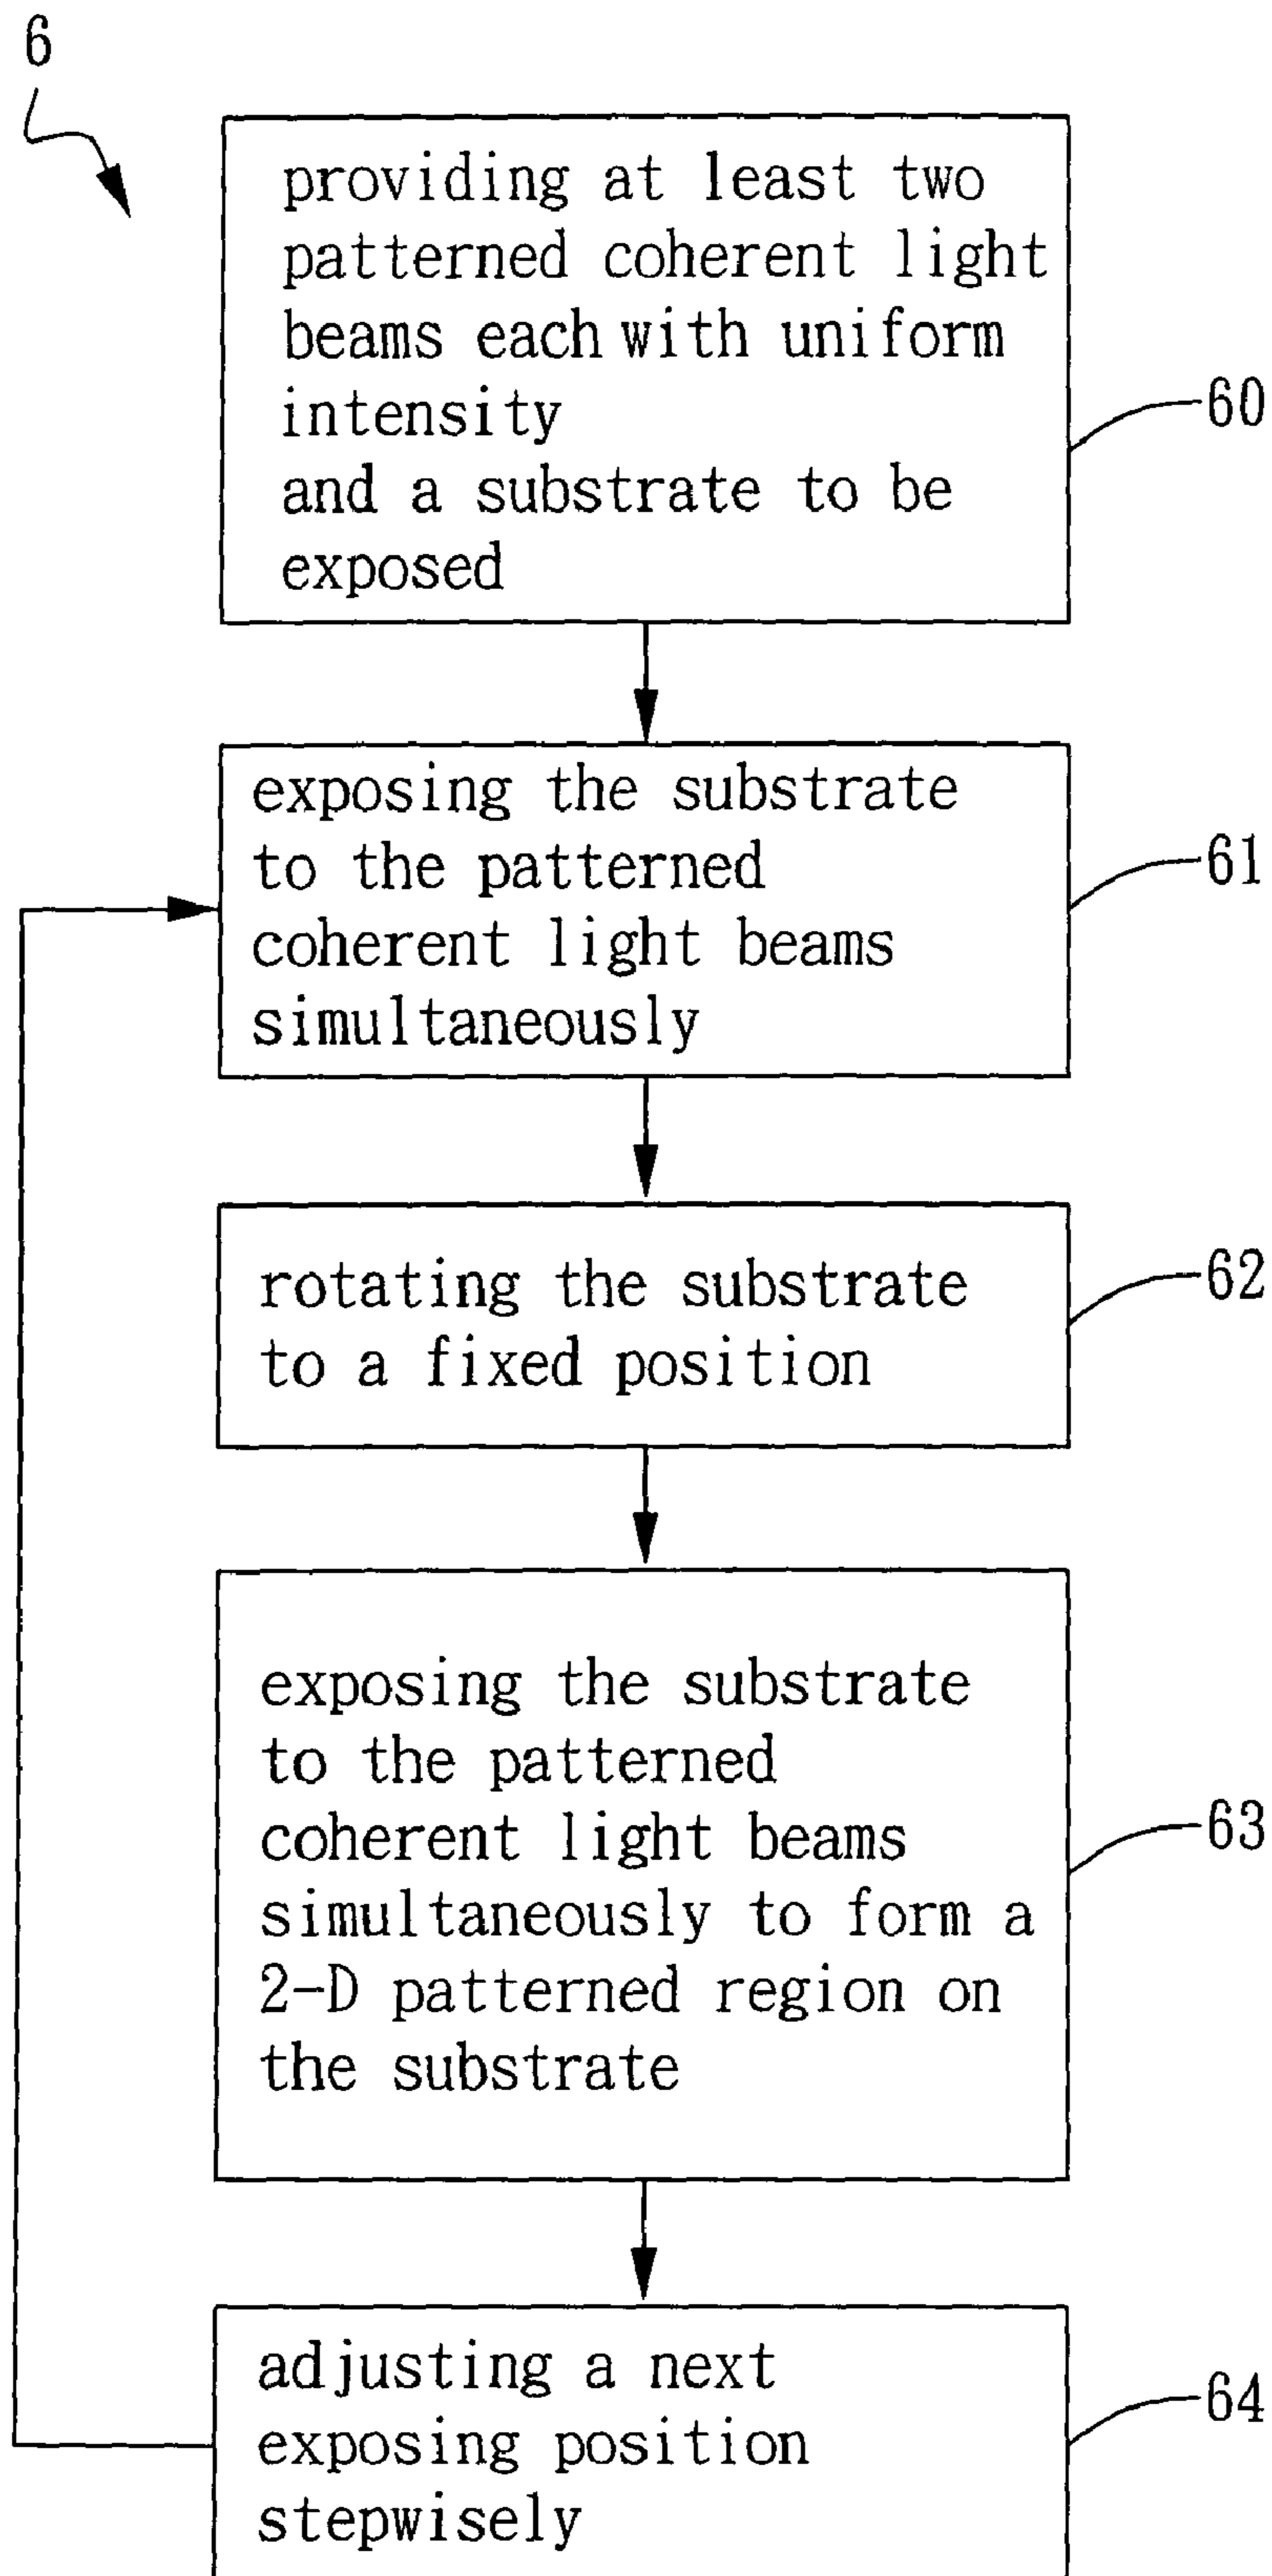 6
providing at least two
patterned coherent light
beams each with uniform
intensity
and a substrate to be
exposed
60
exposing the substrate
to the patterned
coherent light beams
simultaneously
61
rotating the substrate
to a fixed position
62
exposing the substrate
to the patterned
coherent light beams
simultaneously to form a
2-D patterned region on
the substrate
63
adjusting a next
exposing position
stepwisely
64